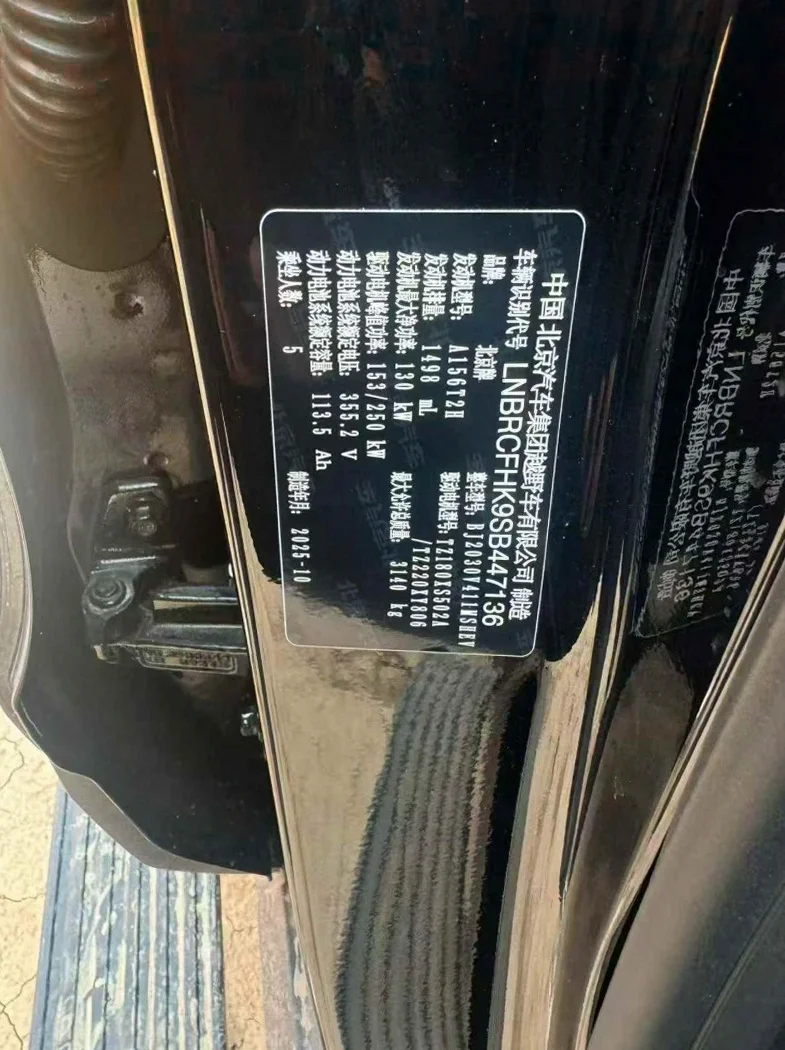 中国 北京汽车集团越野车有限公司 制造
车辆识别代号 LNBRCFHK9SB447136
品牌: 北京牌 整车型号: BJ2030V411NSHEV
发动机型号: A156T2H 驱动电机型号: TZ180XS502A
发动机排量: 1498 mL /TZ220XY806
发动机最大净功率: 130 kW 最大允许总质量: 3140 kg
驱动电机峰值功率: 153/250 kW
动力电池系统额定电压: 355.2 V
动力电池系统额定容量: 113.5 Ah
乘坐人数: 5 制造年月: 2025-10